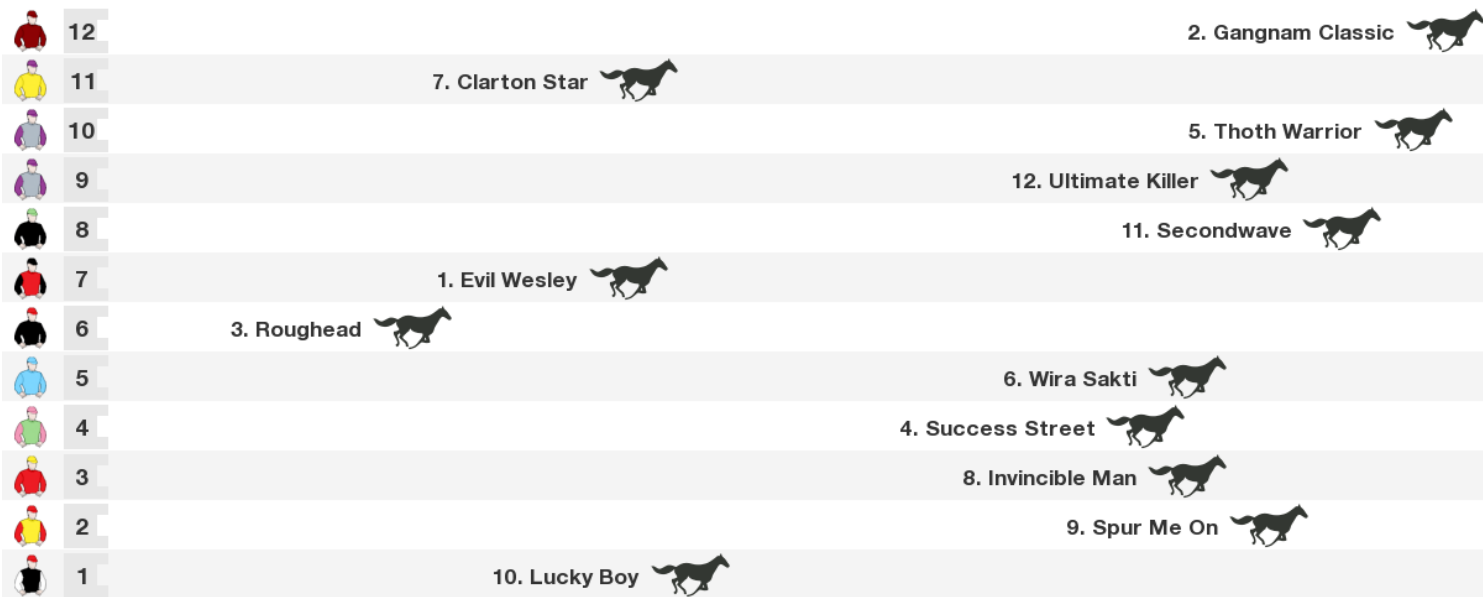 12 2. Gangnam Classic
11 7. Clarton Star
10 5. Thoth Warrior
9 12. Ultimate Killer
8 11. Secondwave
7 1. Evil Wesley
6 3. Roughead
5 6. Wira Sakti
4 4. Success Street
3 8. Invincible Man
2 9. Spur Me On
1 10. Lucky Boy